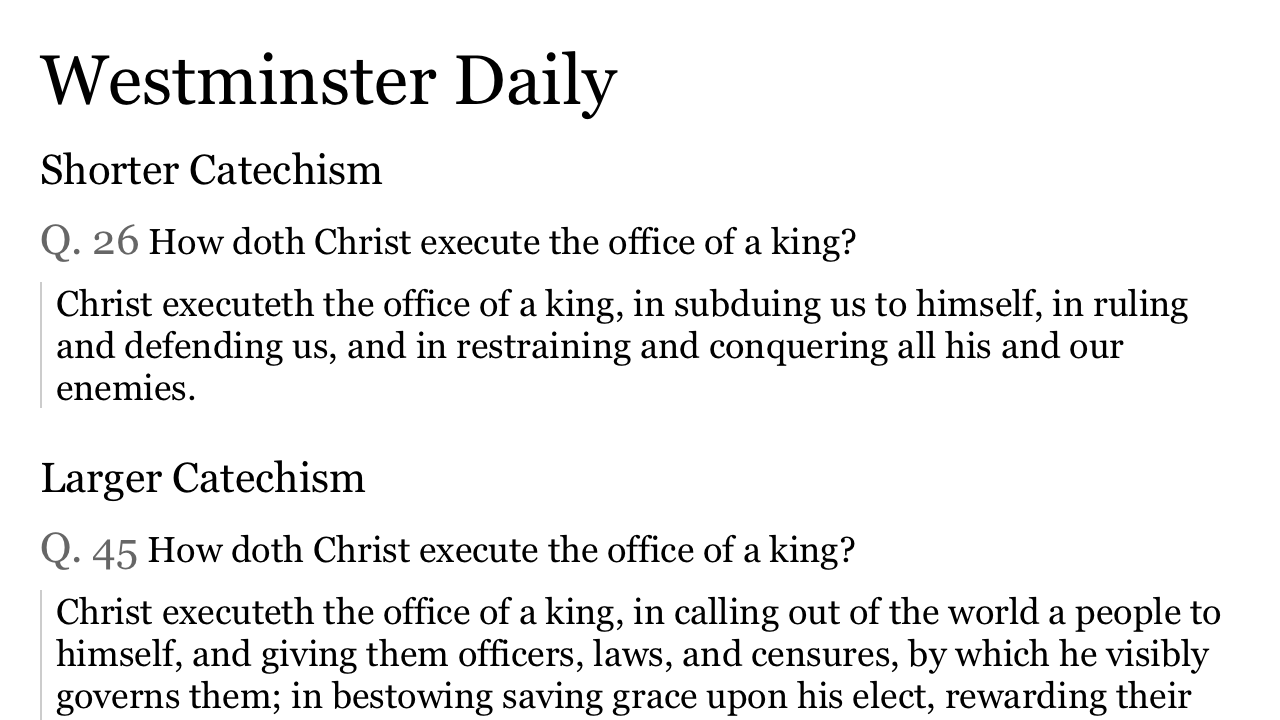 Westminster Daily
Shorter Catechism
Q. 26 How doth Christ execute the office of a king?
Christ executeth the office of a king, in subduing us to himself, in ruling
and defending us, and in restraining and conquering all his and our
enemies.
Larger Catechism
Q. 45 How doth Christ execute the office of a king?
Christ executeth the office of a king, in calling out of the world a people to
himself, and giving them officers, laws, and censures, by which he visibly
governs them; in bestowing saving grace upon his elect, rewarding their